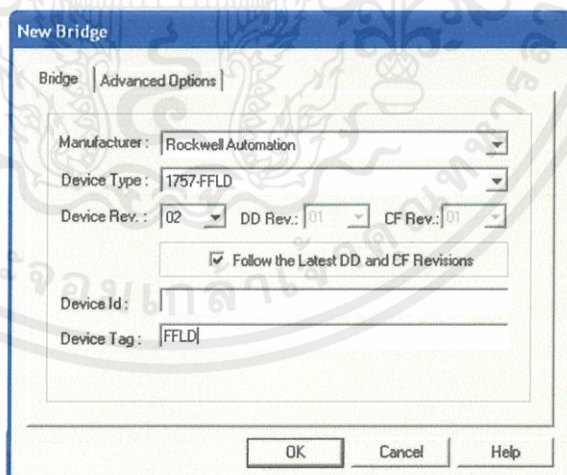 New Bridge
Bridge Advanced Options
Manufacturer : Rockwell Automation
Device Type : 1757-FFLD
Device Rev. : 02 DD Rev.: 01 CF Rev.: 01
Follow the Latest DD and CF Revisions
Device Id :
Device Tag : FFLD
OK Cancel Help